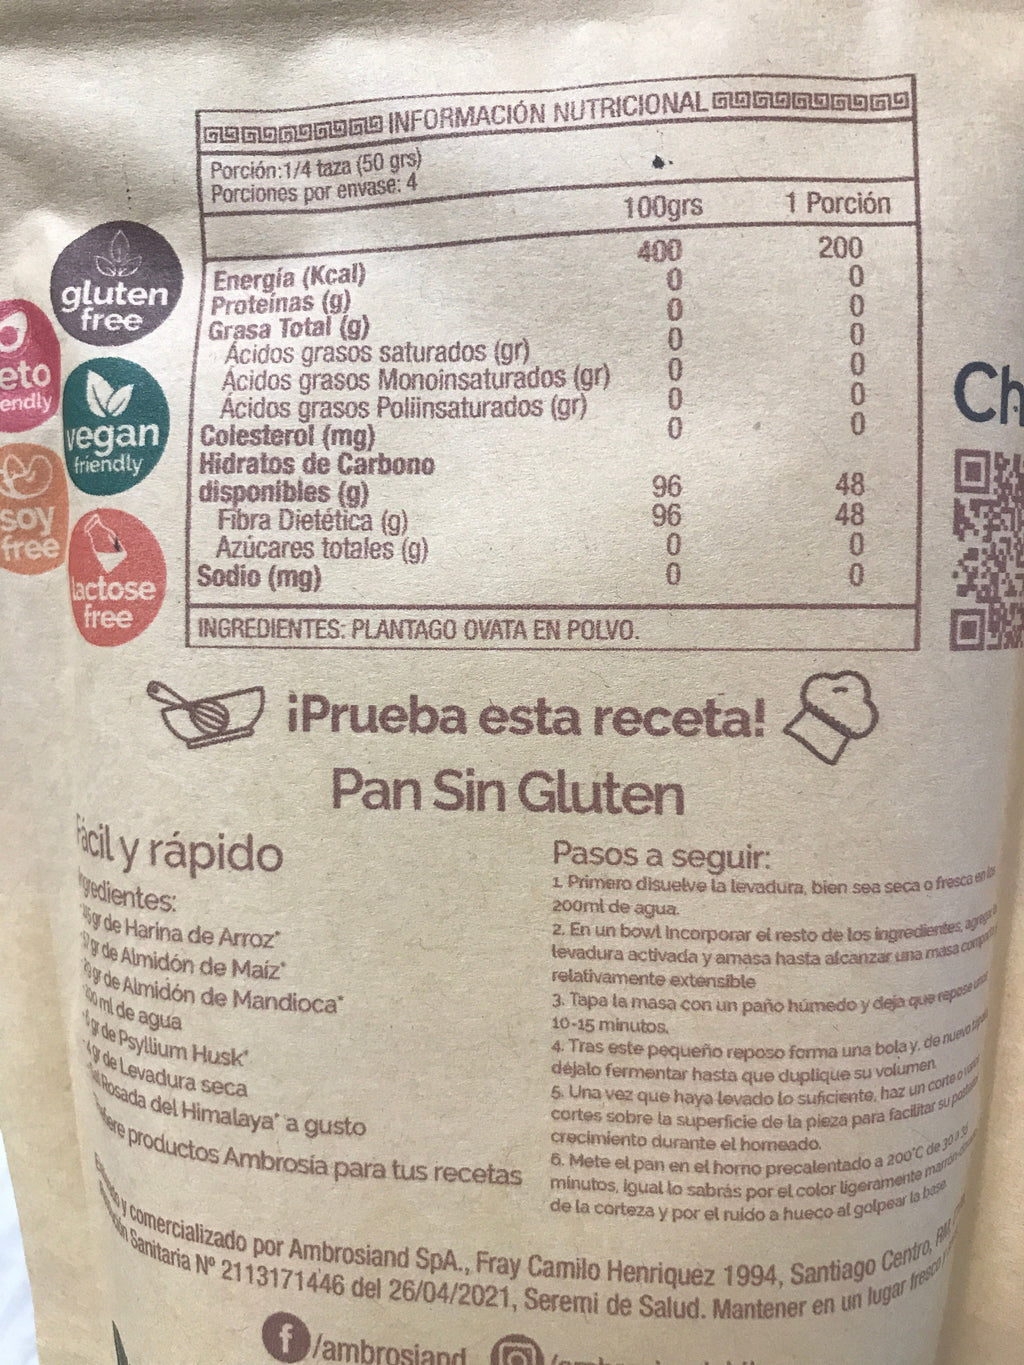 INFORMACIÓN NUTRICIONAL
Porción:1/4 taza (50 grs)
Porciones por envase: 4
100grs 1 Porción
Energía (Kcal) 400 200
Proteínas (g) 0 0
Grasa Total (g) 0 0
Ácidos grasos saturados (gr) 0 0
Ácidos grasos Monoinsaturados (gr) 0 0
Ácidos grasos Poliinsaturados (gr) 0 0
Colesterol (mg) 0 0
Hidratos de Carbono
disponibles (g) 96 48
Fibra Dietética (g) 96 48
Azúcares totales (g) 0 0
Sodio (mg) 0 0
INGREDIENTES: PLANTAGO OVATA EN POLVO.
gluten
free
eto
endly
vegan
friendly
soy
free
lactose
free
Ch
¡Prueba esta receta!
Pan Sin Gluten
Fácil y rápido
gredientes:
gr de Harina de Arroz*
gr de Almidón de Maíz*
gr de Almidón de Mandioca*
200 ml de agua
gr de Psyllium Husk*
4 gr de Levadura seca
Rosada del Himalaya* a gusto
productos Ambrosía para tus recetas
Pasos a seguir:
1. Primero disuelve la levadura, bien sea seca o fresca en los
200ml de agua.
2. En un bowl Incorporar el resto de los ingredientes,
levadura activada y amasa hasta alcanzar una masa
relativamente extensible
3. Tapa la masa con un paño húmedo y deja que repose
10-15 minutos.
4. Tras este pequeño reposo forma una bola y, de nuevo
déjalo fermentar hasta que duplique su volumen.
5. Una vez que haya levado lo suficiente, haz un corte o
cortes sobre la superficie de la pieza para facilitar su
crecimiento durante el horneado.
6. Mete el pan en el horno precalentado a 200°C de 30 a
minutos, igual lo sabrás por el color ligeramente
de la corteza y por el ruido a hueco al golpear la base.
y comercializado por Ambrosiand SpA., Fray Camilo Henriquez 1994, Santiago Centro,
Sanitaria Nº 2113171446 del 26/04/2021, Seremi de Salud. Mantener en un lugar fresco
f /ambrosiand